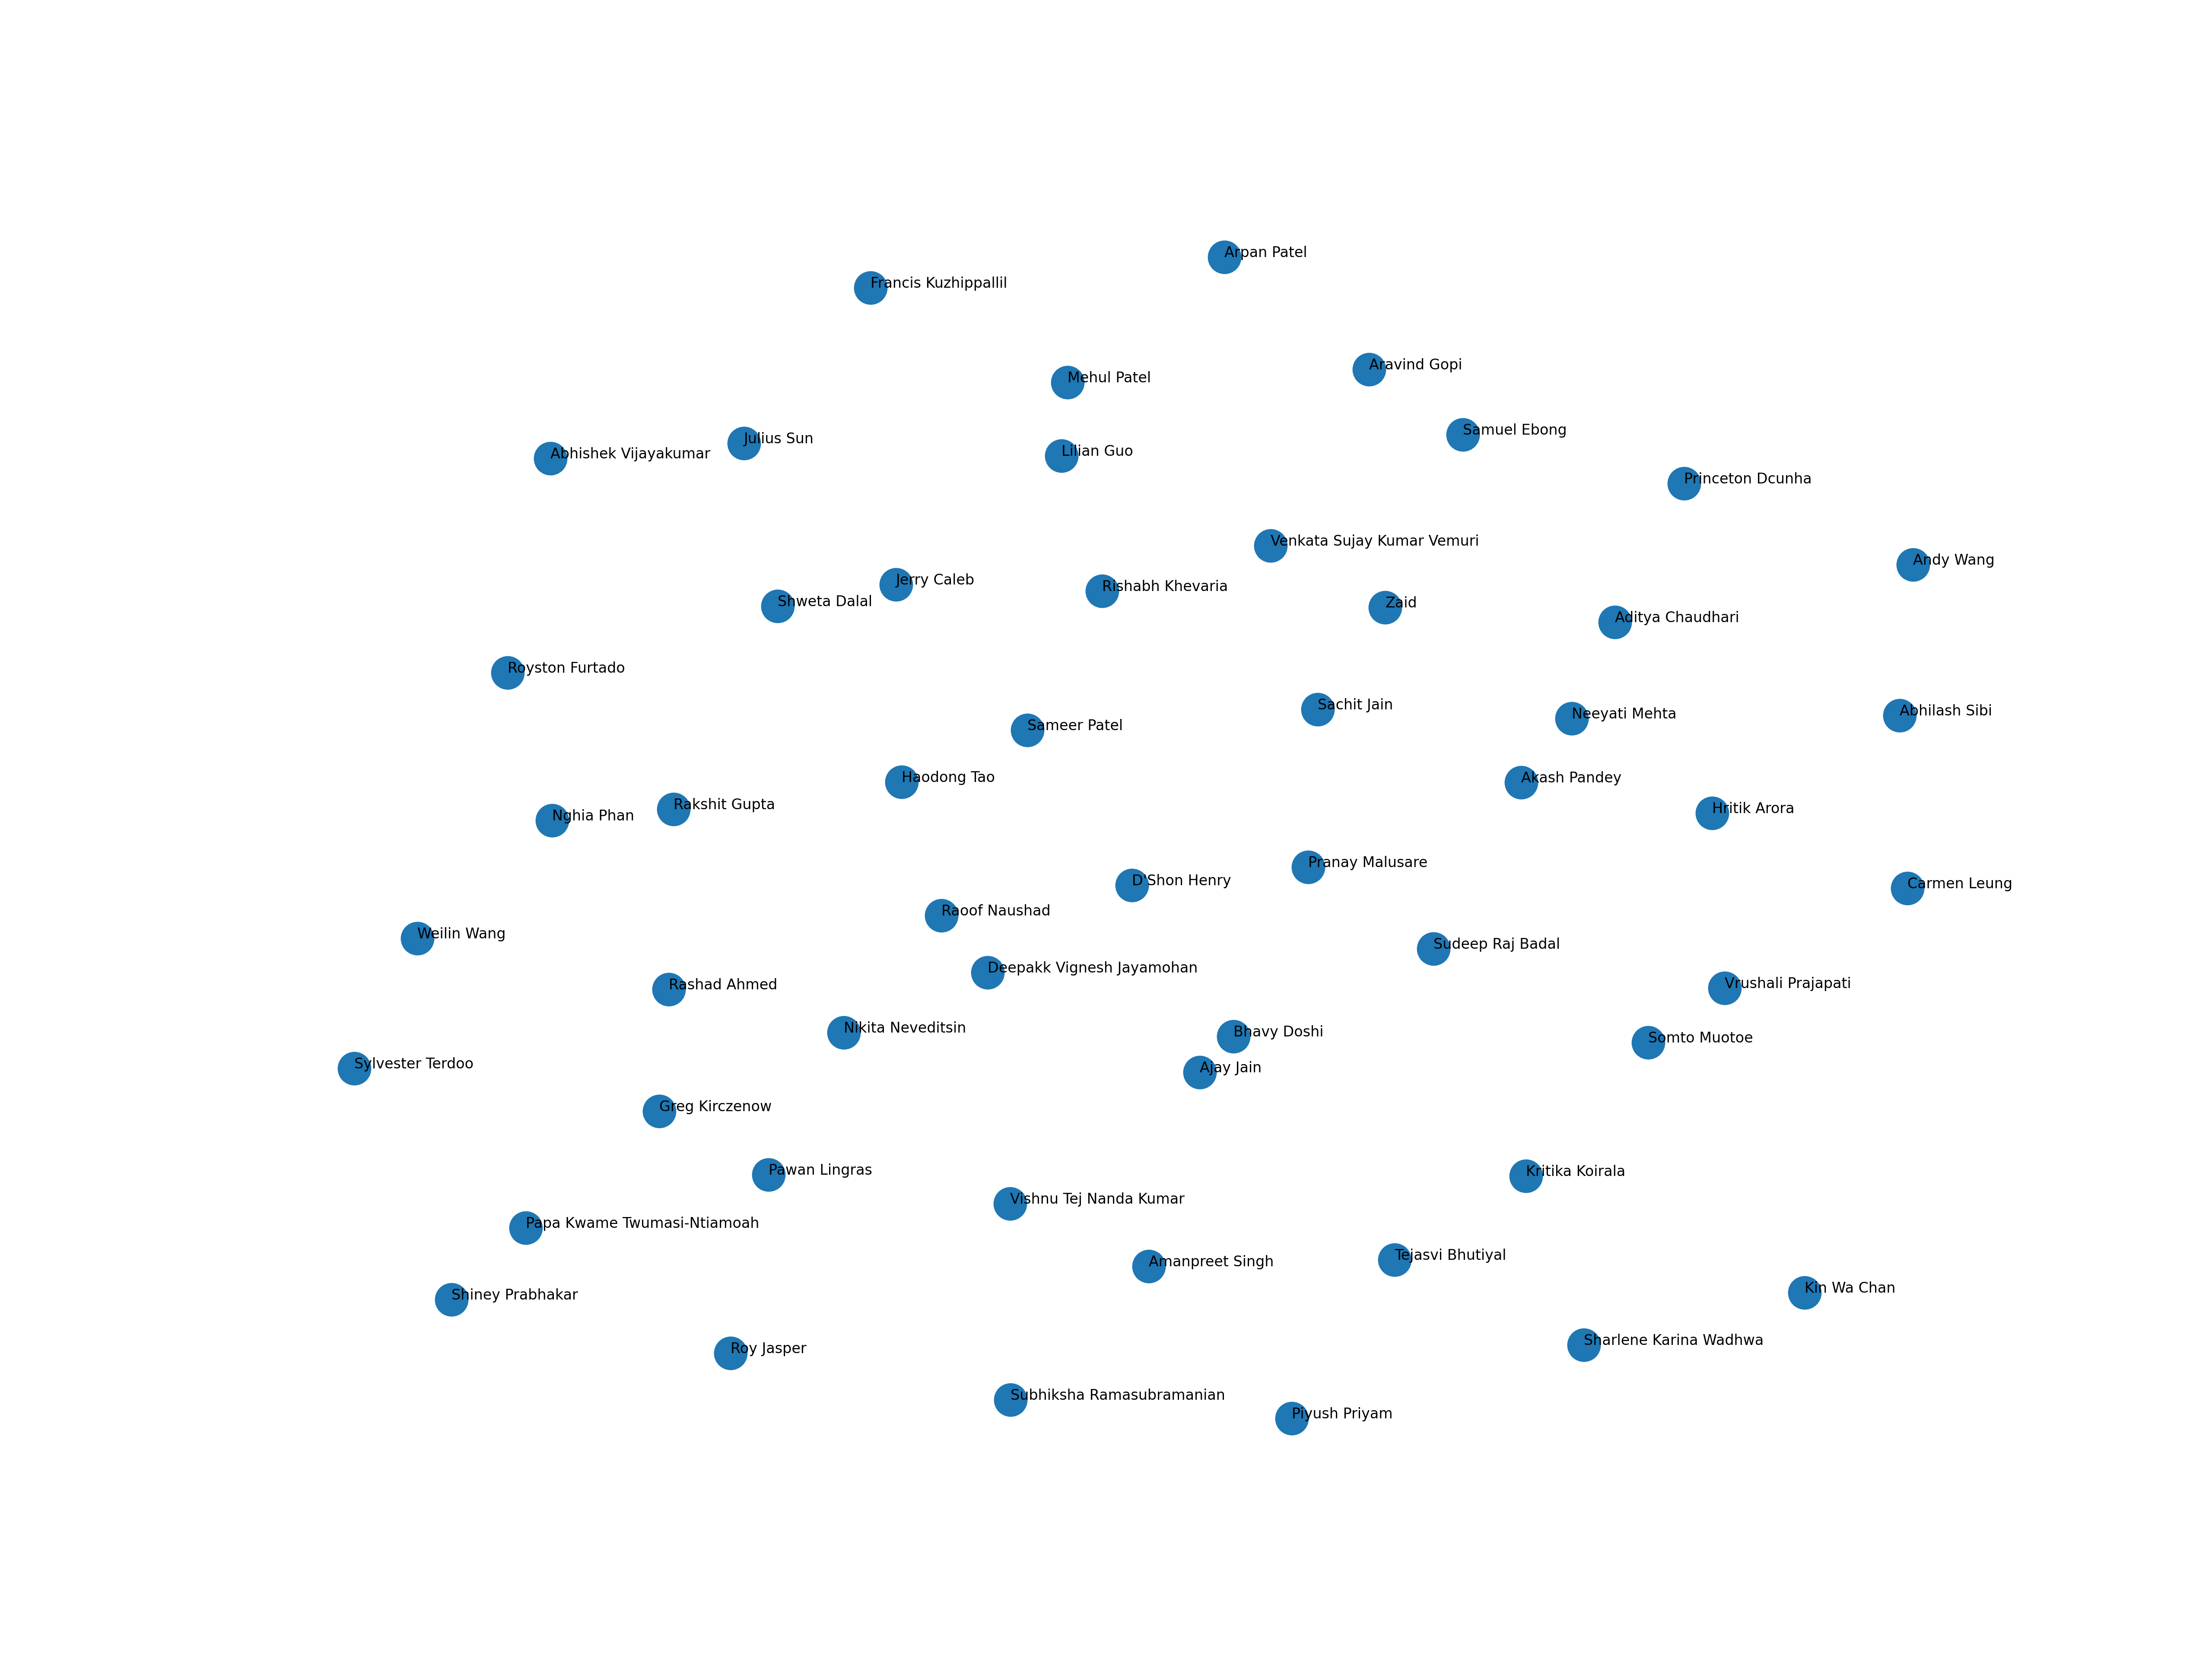 Arpan Patel
Francis Kuzhippallil
Aravind Gopi
Mehul Patel
Samuel Ebong
Julius Sun
Lilian Guo
Abhishek Vijayakumar
Princeton Dcunha
Venkata Sujay Kumar Vemuri
Andy Wang
Jerry Caleb
Rishabh Khevaria
Shweta Dalal
Zaid
Aditya Chaudhari
Royston Furtado
Sachit Jain
Abhilash Sibi
Neeyati Mehta
Sameer Patel
Haodong Tao
Akash Pandey
Rakshit Gupta
Hritik Arora
Nghia Phan
Pranay Malusare
D'Shon Henry
Carmen Leung
Raoof Naushad
Weilin Wang
Sudeep Raj Badal
Deepakk Vignesh Jayamohan
Vrushali Prajapati
Rashad Ahmed
Nikita Neveditsin
Bhavy Doshi
Somto Muotoe
Sylvester Terdoo
Ajay Jain
Greg Kirczenow
Pawan Lingras
Kritika Koirala
Vishnu Tej Nanda Kumar
Papa Kwame Twumasi-Ntiamoah
Tejasvi Bhutiyal
Amanpreet Singh
Kin Wa Chan
Shiney Prabhakar
Sharlene Karina Wadhwa
Roy Jasper
Subhiksha Ramasubramanian
Piyush Priyam